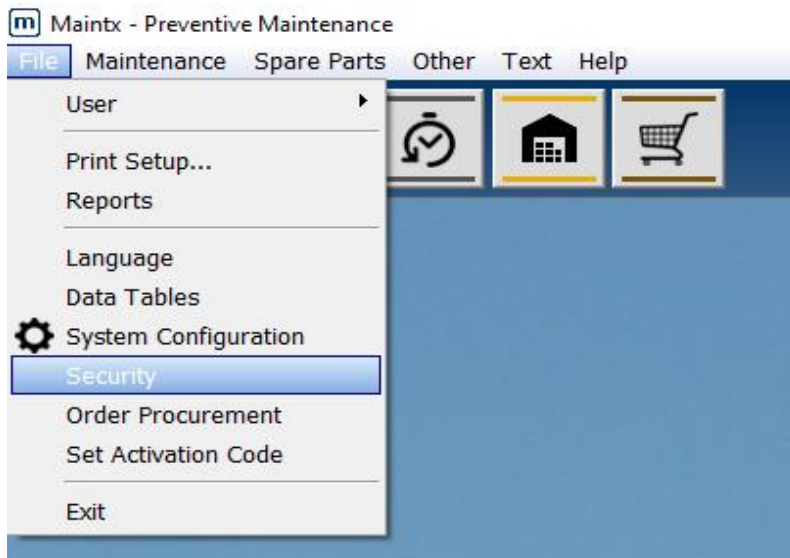 m Maintx - Preventive Maintenance
File Maintenance Spare Parts Other Text Help
User
Print Setup...
Reports
Language
Data Tables
System Configuration
Security
Order Procurement
Set Activation Code
Exit